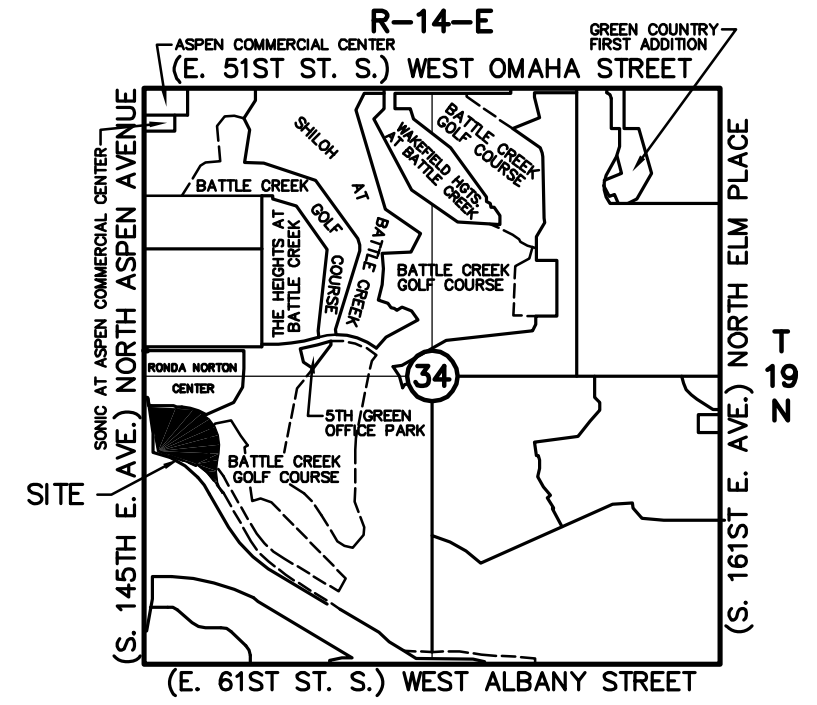 R-14-E
ASPEN COMMERCIAL CENTER
GREEN COUNTRY
FIRST ADDITION
(E. 51ST ST. S.) WEST OMAHA STREET
SONIC AT ASPEN COMMERCIAL CENTER
(S. 145TH E. AVE.) NORTH ASPEN AVENUE
SHILOH
AT
BATTLE CREEK
BATTLE CREEK
GOLF
COURSE
WAKEFIELD HGTS.
AT BATTLE CREEK
BATTLE CREEK
GOLF COURSE
THE HEIGHTS AT
BATTLE CREEK
BATTLE CREEK
GOLF COURSE
(S. 161ST E. AVE.) NORTH ELM PLACE
T
19
N
RONDA NORTON
CENTER
34
5TH GREEN
OFFICE PARK
BATTLE CREEK
GOLF COURSE
SITE
(E. 61ST ST. S.) WEST ALBANY STREET